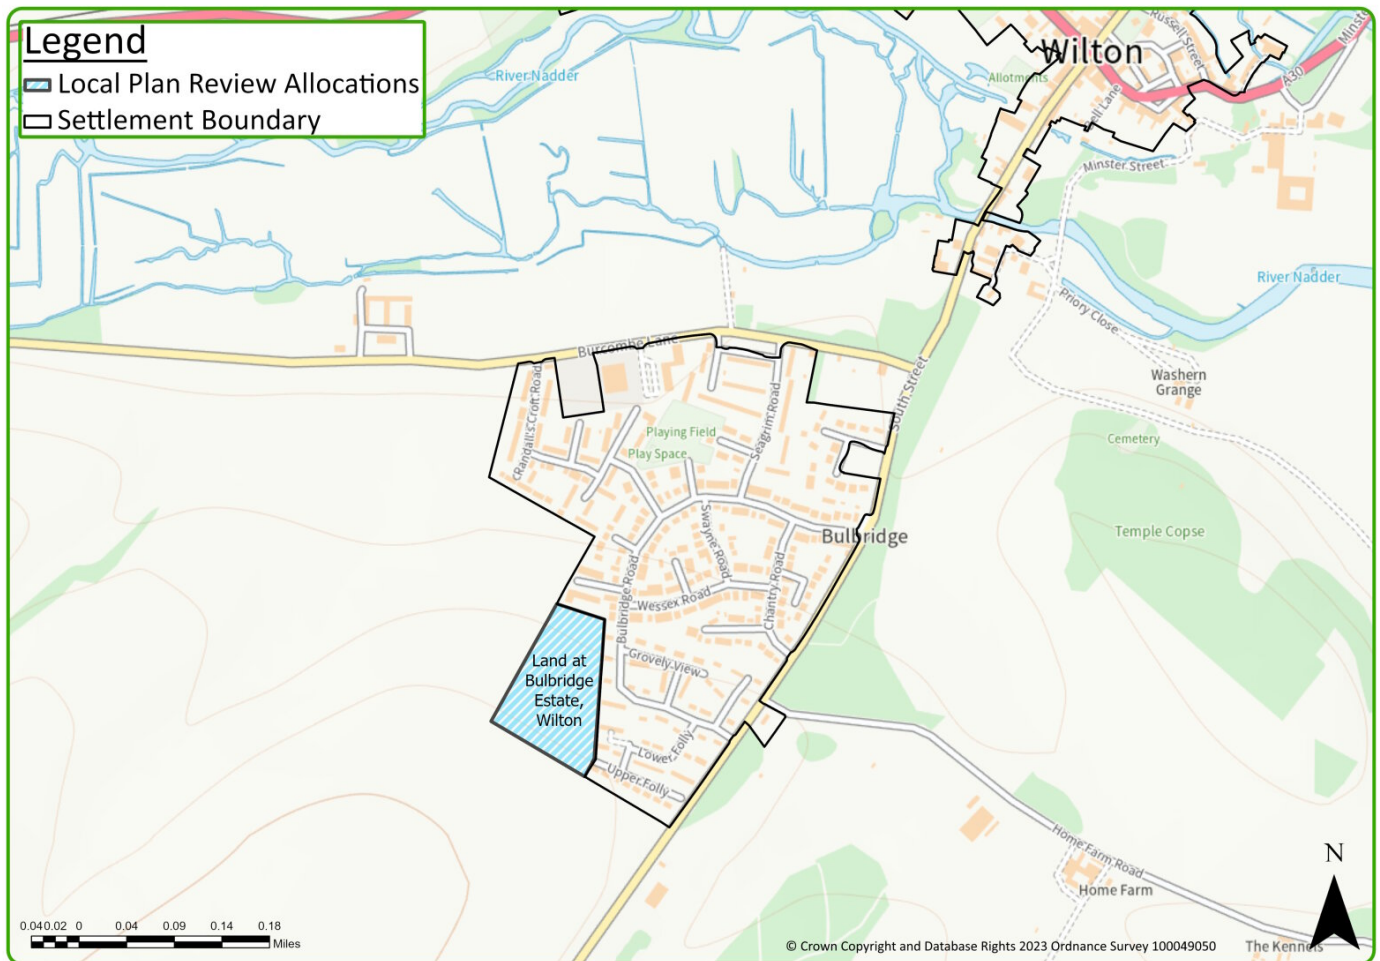 Legend
Local Plan Review Allocations
Settlement Boundary
River Nadder
Wilton
Russell Street
Allotments
A30
Bell Lane
Minster Street
River Nadder
Priory Close
Washern
Grange
Burcombe Lane
South Street
Randall's Croft Road
Seagrim Road
Playing Field
Play Space
Cemetery
Temple Copse
Bulbridge
Swayne Road
Bulbridge Road
Chantry Road
Wessex Road
Grovely View
Land at
Bulbridge
Estate,
Wilton
Lower Folly
Upper Folly
Home Farm Road
Home Farm
The Kennels
N
0.04 0.02 0 0.04 0.09 0.14 0.18
Miles
© Crown Copyright and Database Rights 2023 Ordnance Survey 100049050